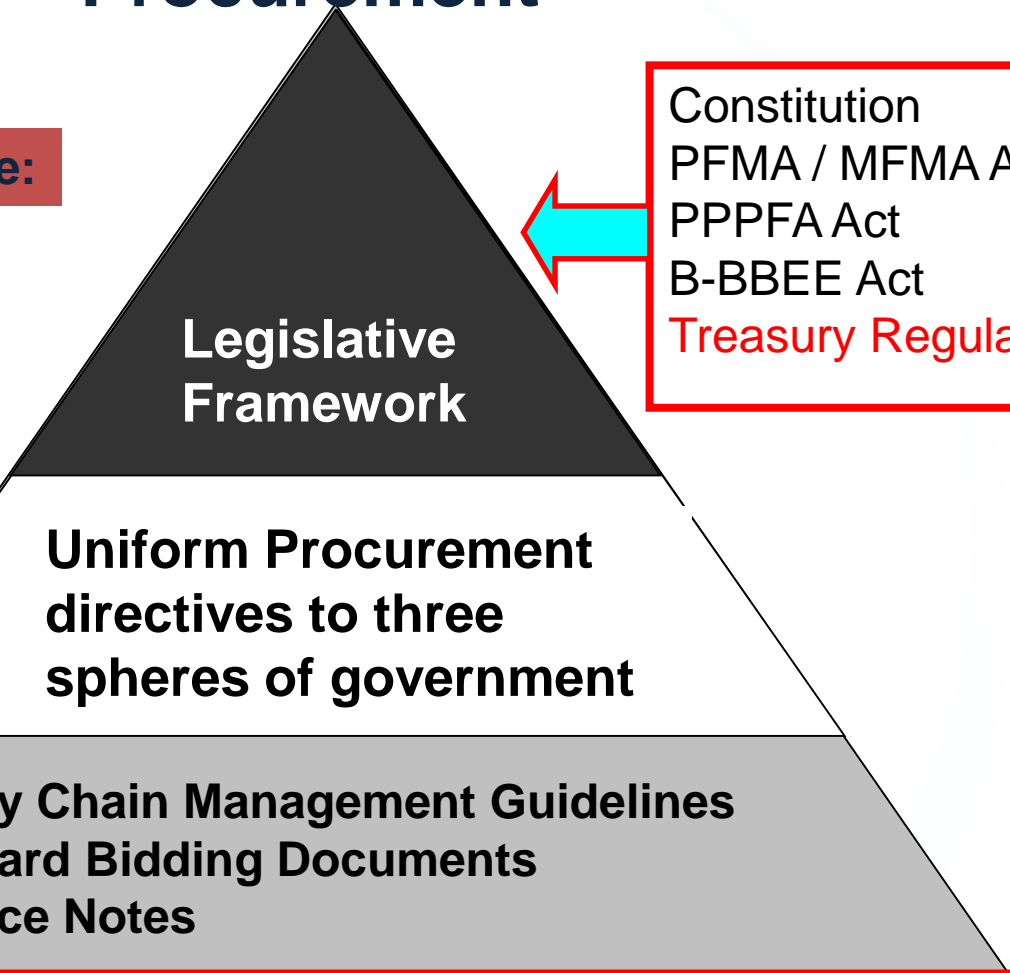 Procurement
e:
Constitution
PFMA / MFMA A
PPPFA Act
B-BBEE Act
Treasury Regula
Legislative
Framework
Uniform Procurement
directives to three
spheres of government
y Chain Management Guidelines
ard Bidding Documents
ce Notes